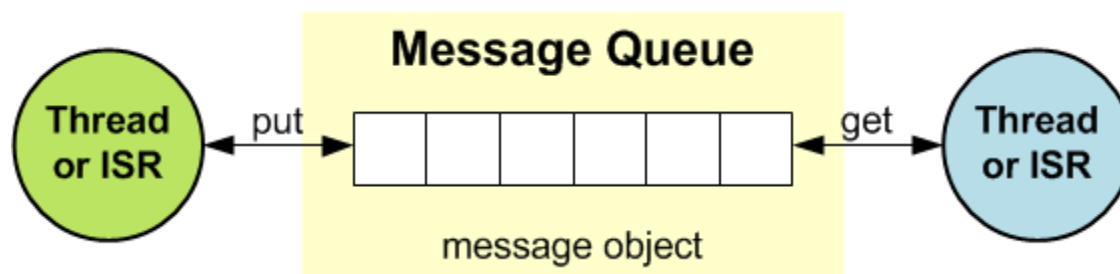 Message Queue
Thread
or ISR
put
get
Thread
or ISR
message object